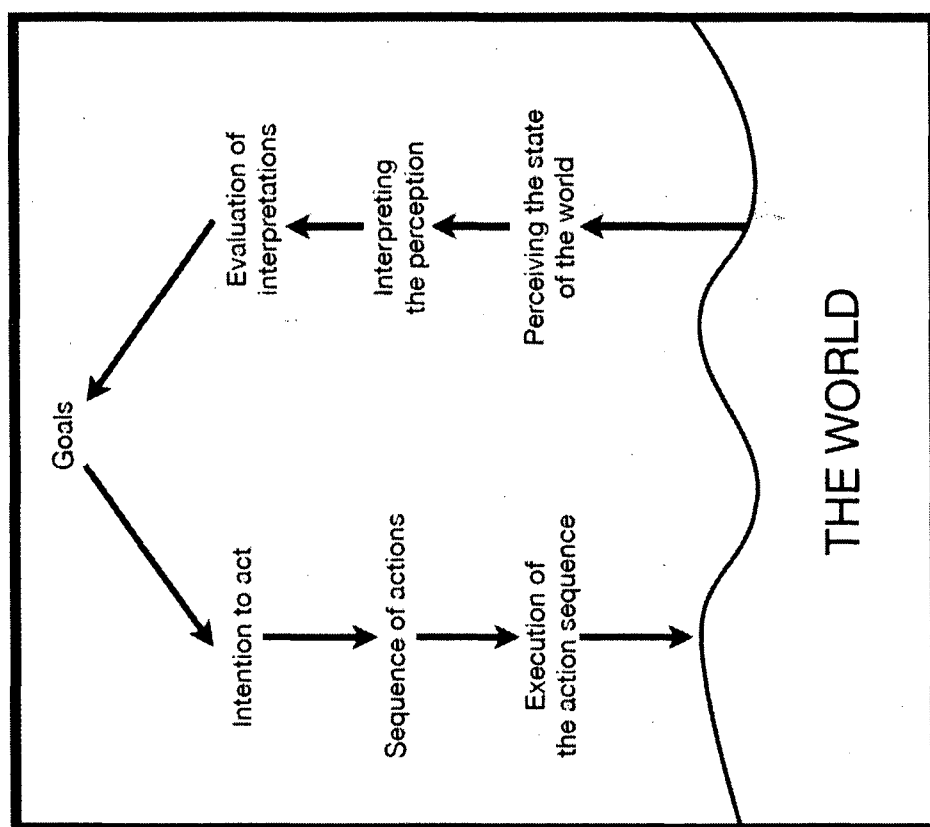 Goals
Intention to act
Sequence of actions
Execution of
the action sequence
Evaluation of
interpretations
Interpreting
the perception
Perceiving the state
of the world
THE WORLD